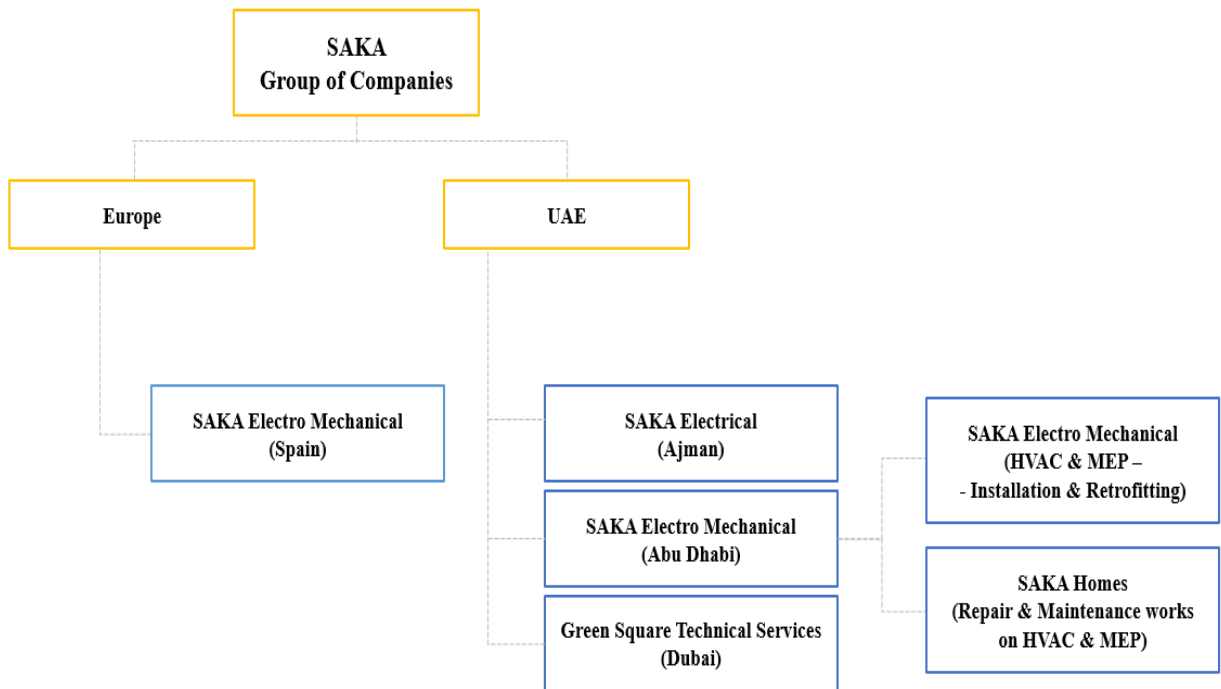 SAKA
Group of Companies
Europe
UAE
SAKA Electro Mechanical
(Spain)
SAKA Electrical
(Ajman)
SAKA Electro Mechanical
(Abu Dhabi)
Green Square Technical Services
(Dubai)
SAKA Electro Mechanical
(HVAC & MEP –
- Installation & Retrofitting)
SAKA Homes
(Repair & Maintenance works
on HVAC & MEP)